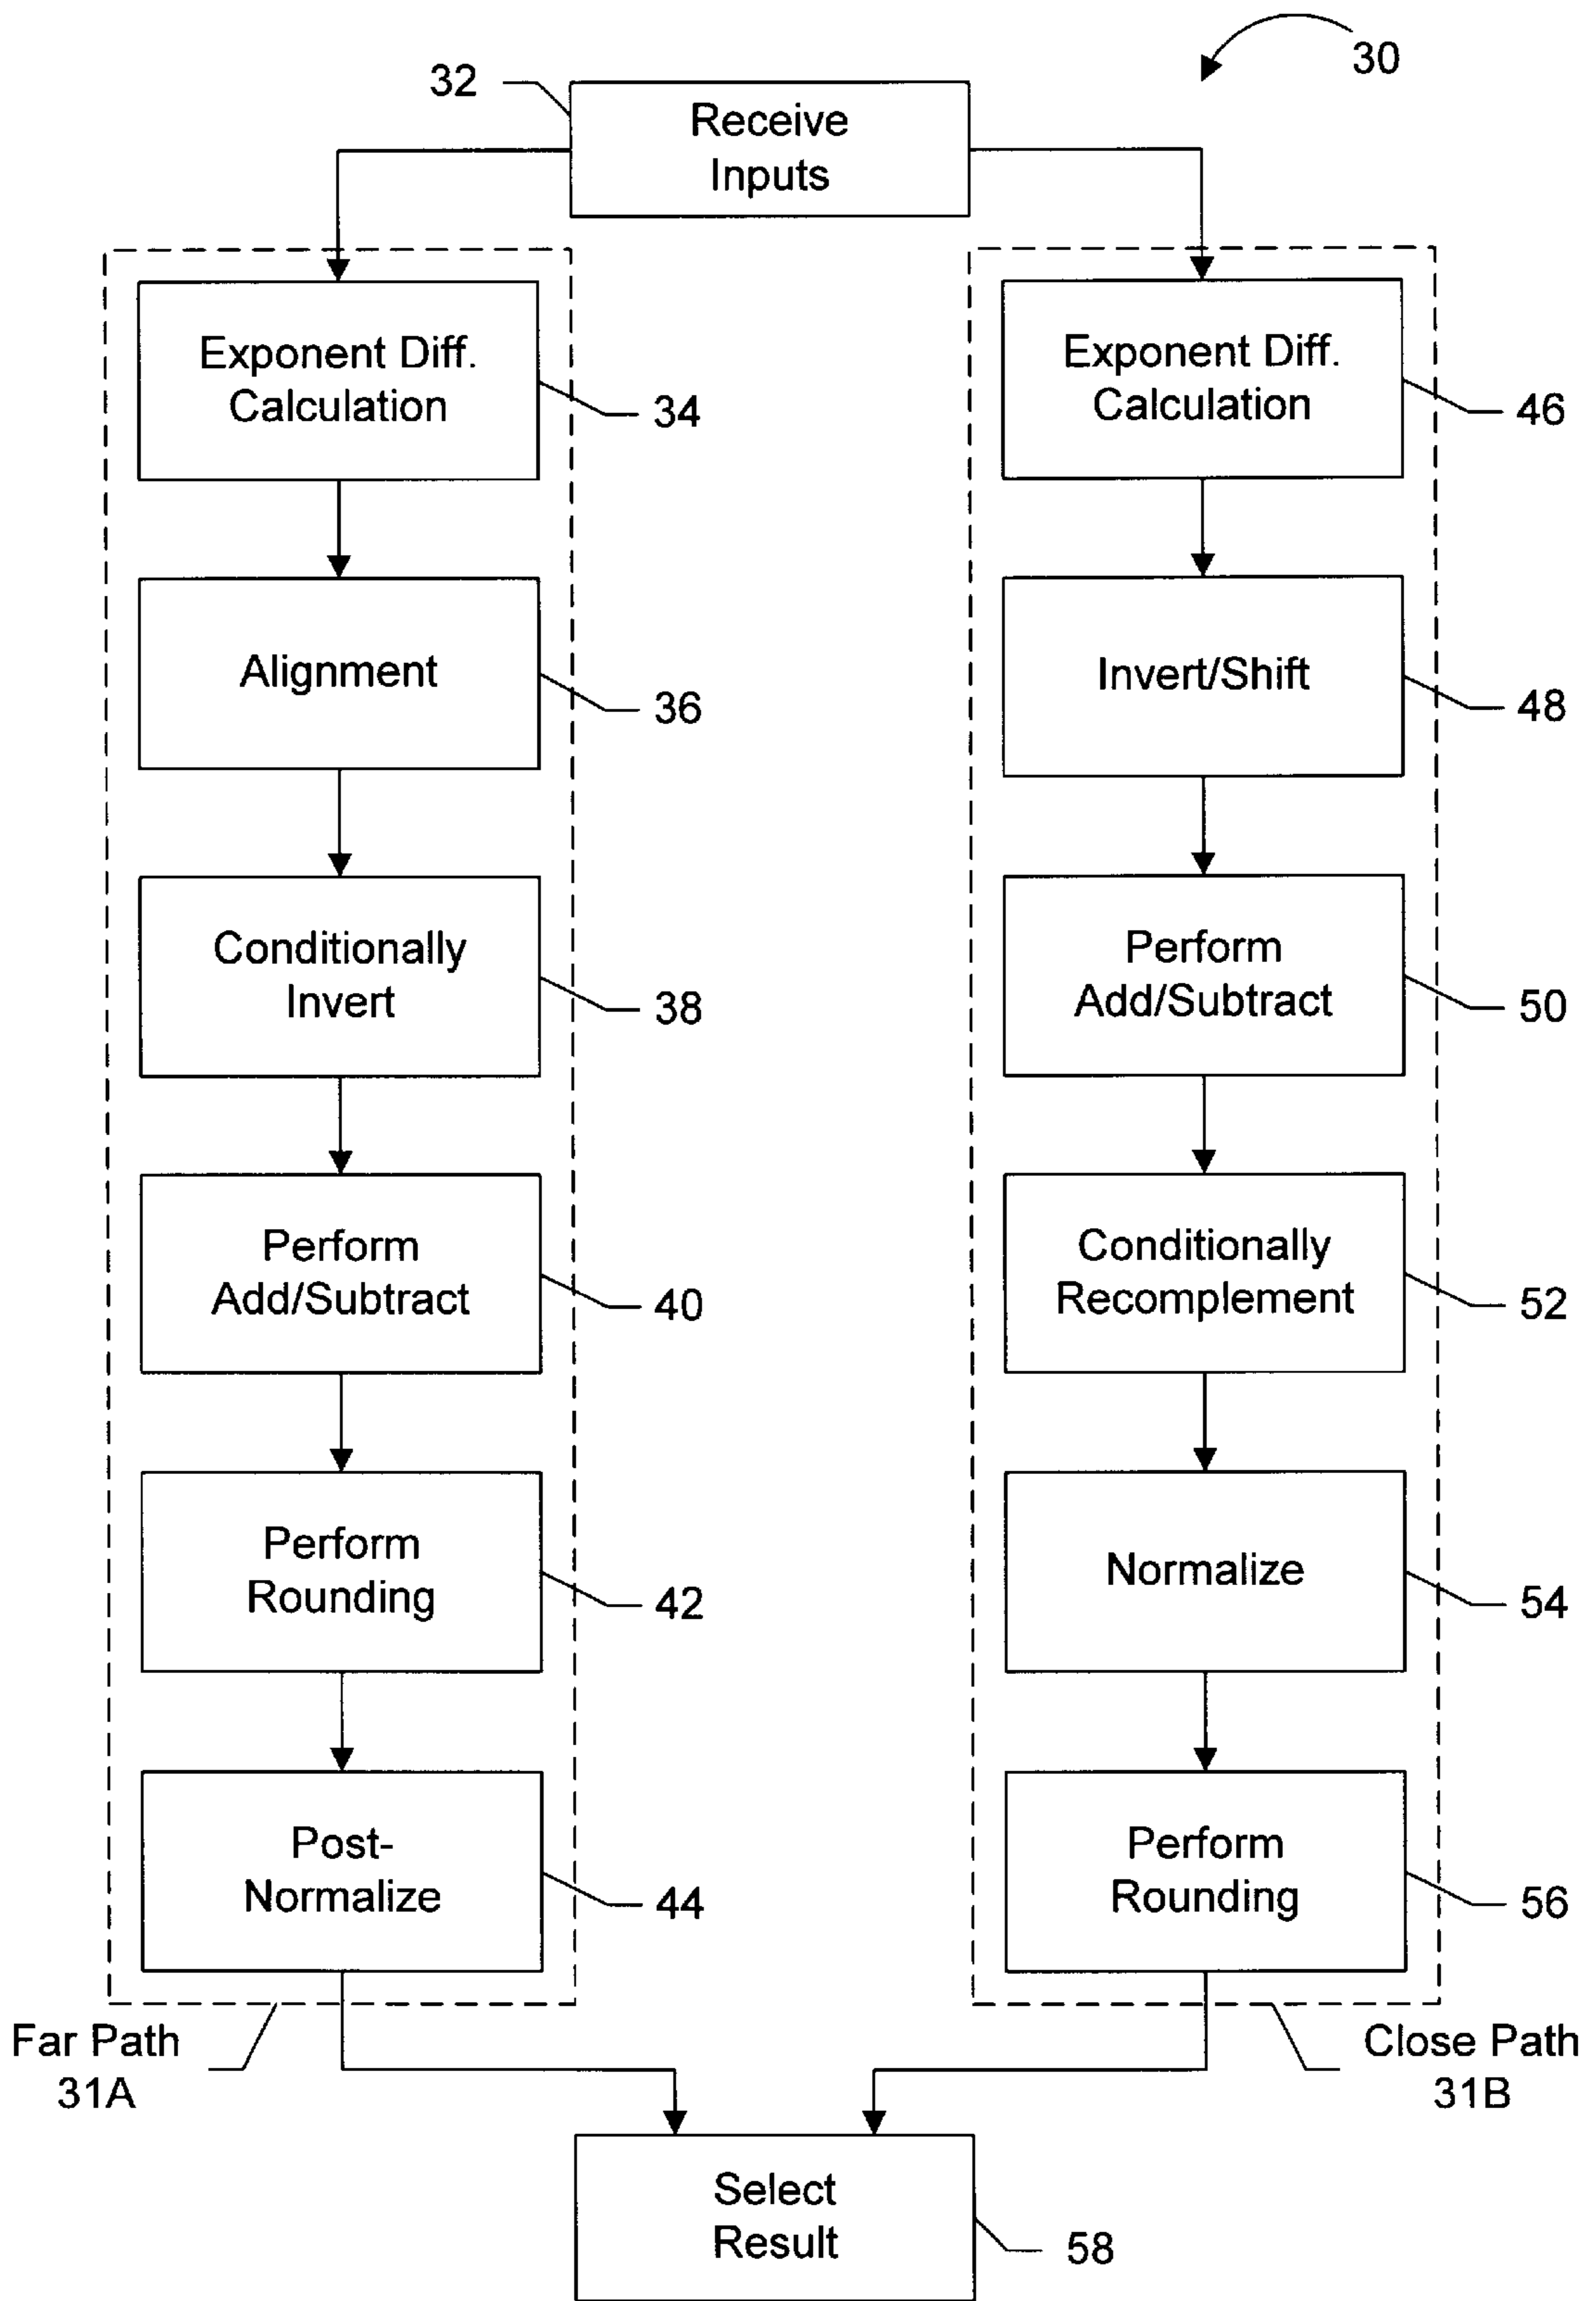 30
32
Receive
Inputs
Exponent Diff.
Calculation
34
Alignment
36
Conditionally
Invert
38
Perform
Add/Subtract
40
Perform
Rounding
42
Post-
Normalize
44
Far Path
31A
Exponent Diff.
Calculation
46
Invert/Shift
48
Perform
Add/Subtract
50
Conditionally
Recomplement
52
Normalize
54
Perform
Rounding
56
Close Path
31B
Select
Result
58